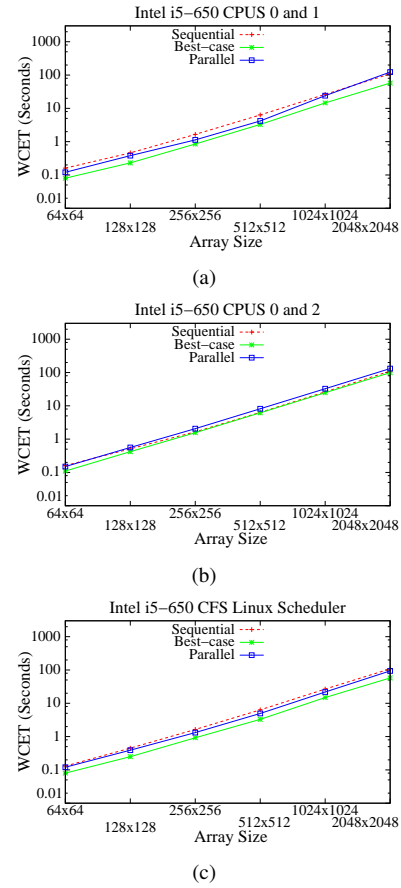 Intel i5−650 CPUS 0 and 1
Sequential
Best−case
Parallel
WCET (Seconds)
1000
100
10
1
0.1
0.01
64x64
128x128
256x256
512x512
1024x1024
2048x2048
Array Size
(a)
Intel i5−650 CPUS 0 and 2
Sequential
Best−case
Parallel
WCET (Seconds)
1000
100
10
1
0.1
0.01
64x64
128x128
256x256
512x512
1024x1024
2048x2048
Array Size
(b)
Intel i5−650 CFS Linux Scheduler
Sequential
Best−case
Parallel
WCET (Seconds)
1000
100
10
1
0.1
0.01
64x64
128x128
256x256
512x512
1024x1024
2048x2048
Array Size
(c)